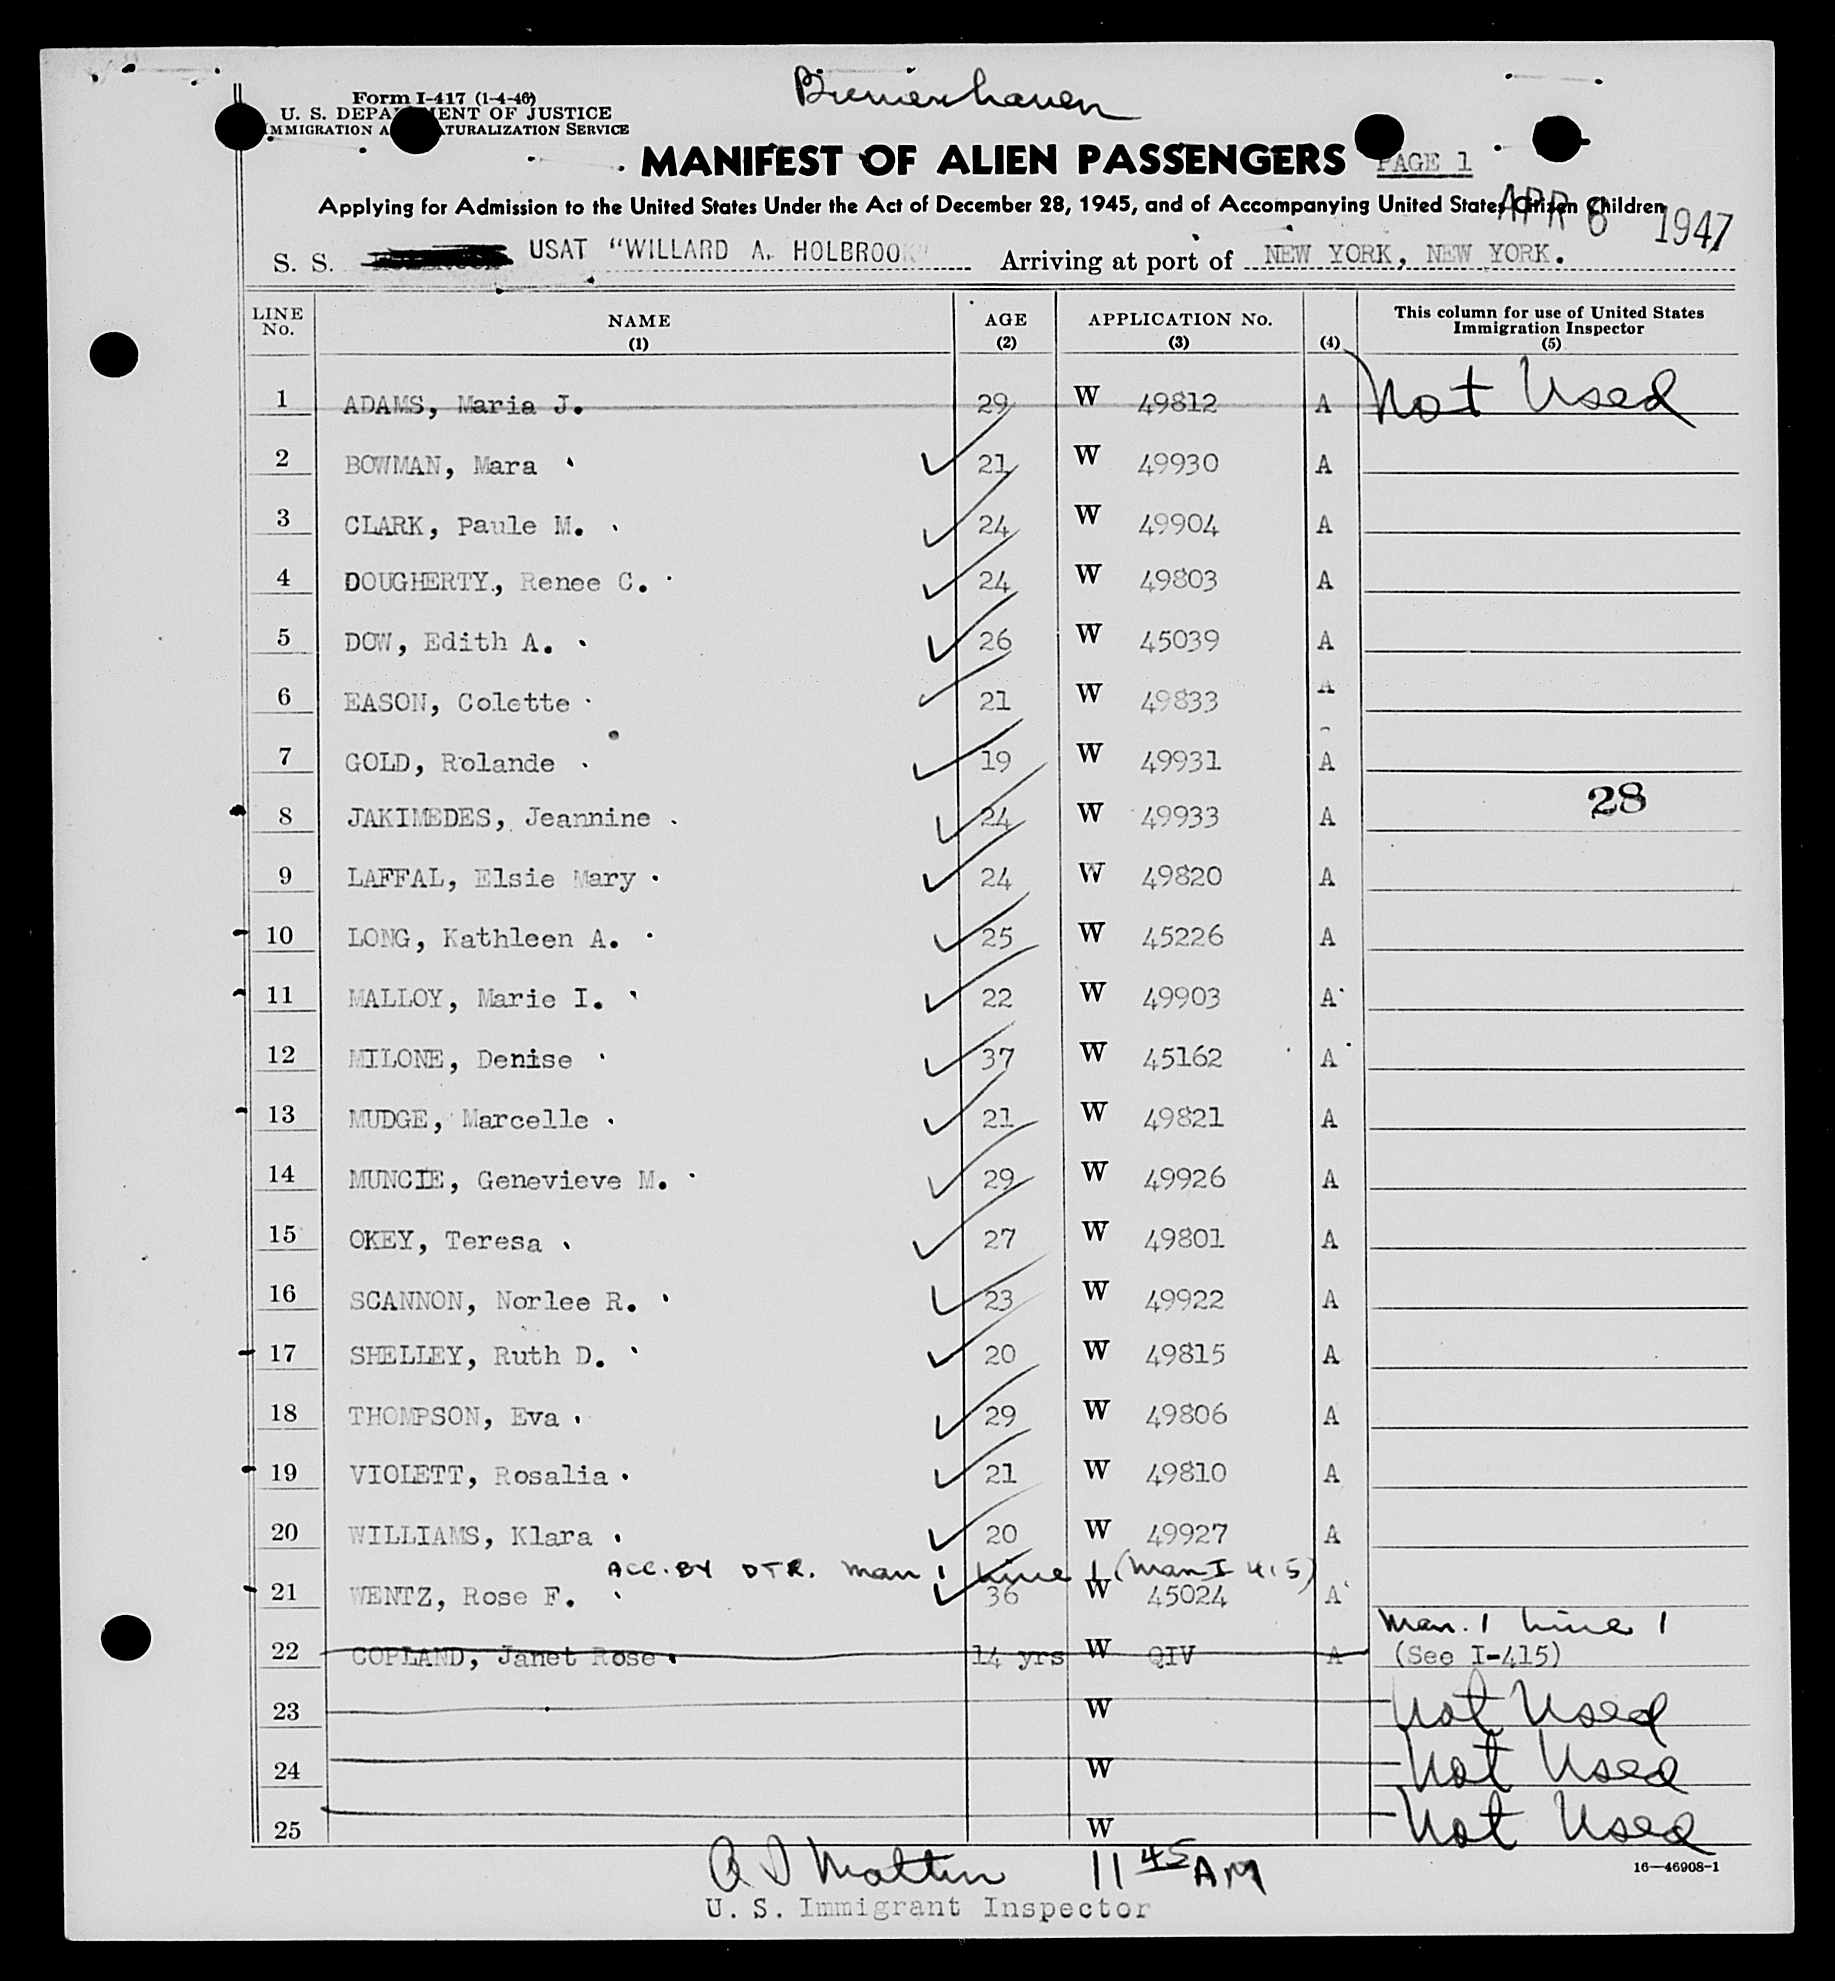 Form I-417 (1-4-46)
U. S. DEPARTMENT OF JUSTICE
IMMIGRATION AND NATURALIZATION SERVICE
Bremerhaven
MANIFEST OF ALIEN PASSENGERS PAGE 1
Applying for Admission to the United States Under the Act of December 28, 1945, and of Accompanying United States Citizen Children
APR 6 1947
S. S. USAT "WILLARD A. HOLBROOK" Arriving at port of NEW YORK, NEW YORK.
LINE No. NAME (1) AGE (2) APPLICATION No. (3) (4) This column for use of United States Immigration Inspector (5)
1 ADAMS, Maria J. 29 W 49812 A Not Used
2 BOWMAN, Mara 21 W 49930 A
3 CLARK, Paule M. 24 W 49904 A
4 DOUGHERTY, Renee C. 24 W 49803 A
5 DOW, Edith A. 26 W 45039 A
6 EASON, Colette 21 W 49833 A
7 GOLD, Rolande 19 W 49931 A
28
8 JAKIMEDES, Jeannine 24 W 49933 A
9 LAFFAL, Elsie Mary 24 W 49820 A
10 LONG, Kathleen A. 25 W 45226 A
11 MALLOY, Marie I. 22 W 49903 A
12 MILONE, Denise 37 W 45162 A
13 MUDGE, Marcelle 21 W 49821 A
14 MUNCIE, Genevieve M. 29 W 49926 A
15 OKEY, Teresa 27 W 49801 A
16 SCANNON, Norlee R. 23 W 49922 A
17 SHELLEY, Ruth D. 20 W 49815 A
18 THOMPSON, Eva 29 W 49806 A
19 VIOLETT, Rosalia 21 W 49810 A
20 WILLIAMS, Klara 20 W 49927 A
ACC. BY DTR. Man 1 Line 1 (Man I 415)
21 WENTZ, Rose F. 36 W 45024 A
Man. 1 Line 1
22 COPLAND, Janet Rose 14 yrs W QIV A (See I-415)
23 W Not Used
24 W Not Used
25 W Not Used
11 45 AM
16—46908-1
U. S. Immigrant Inspector